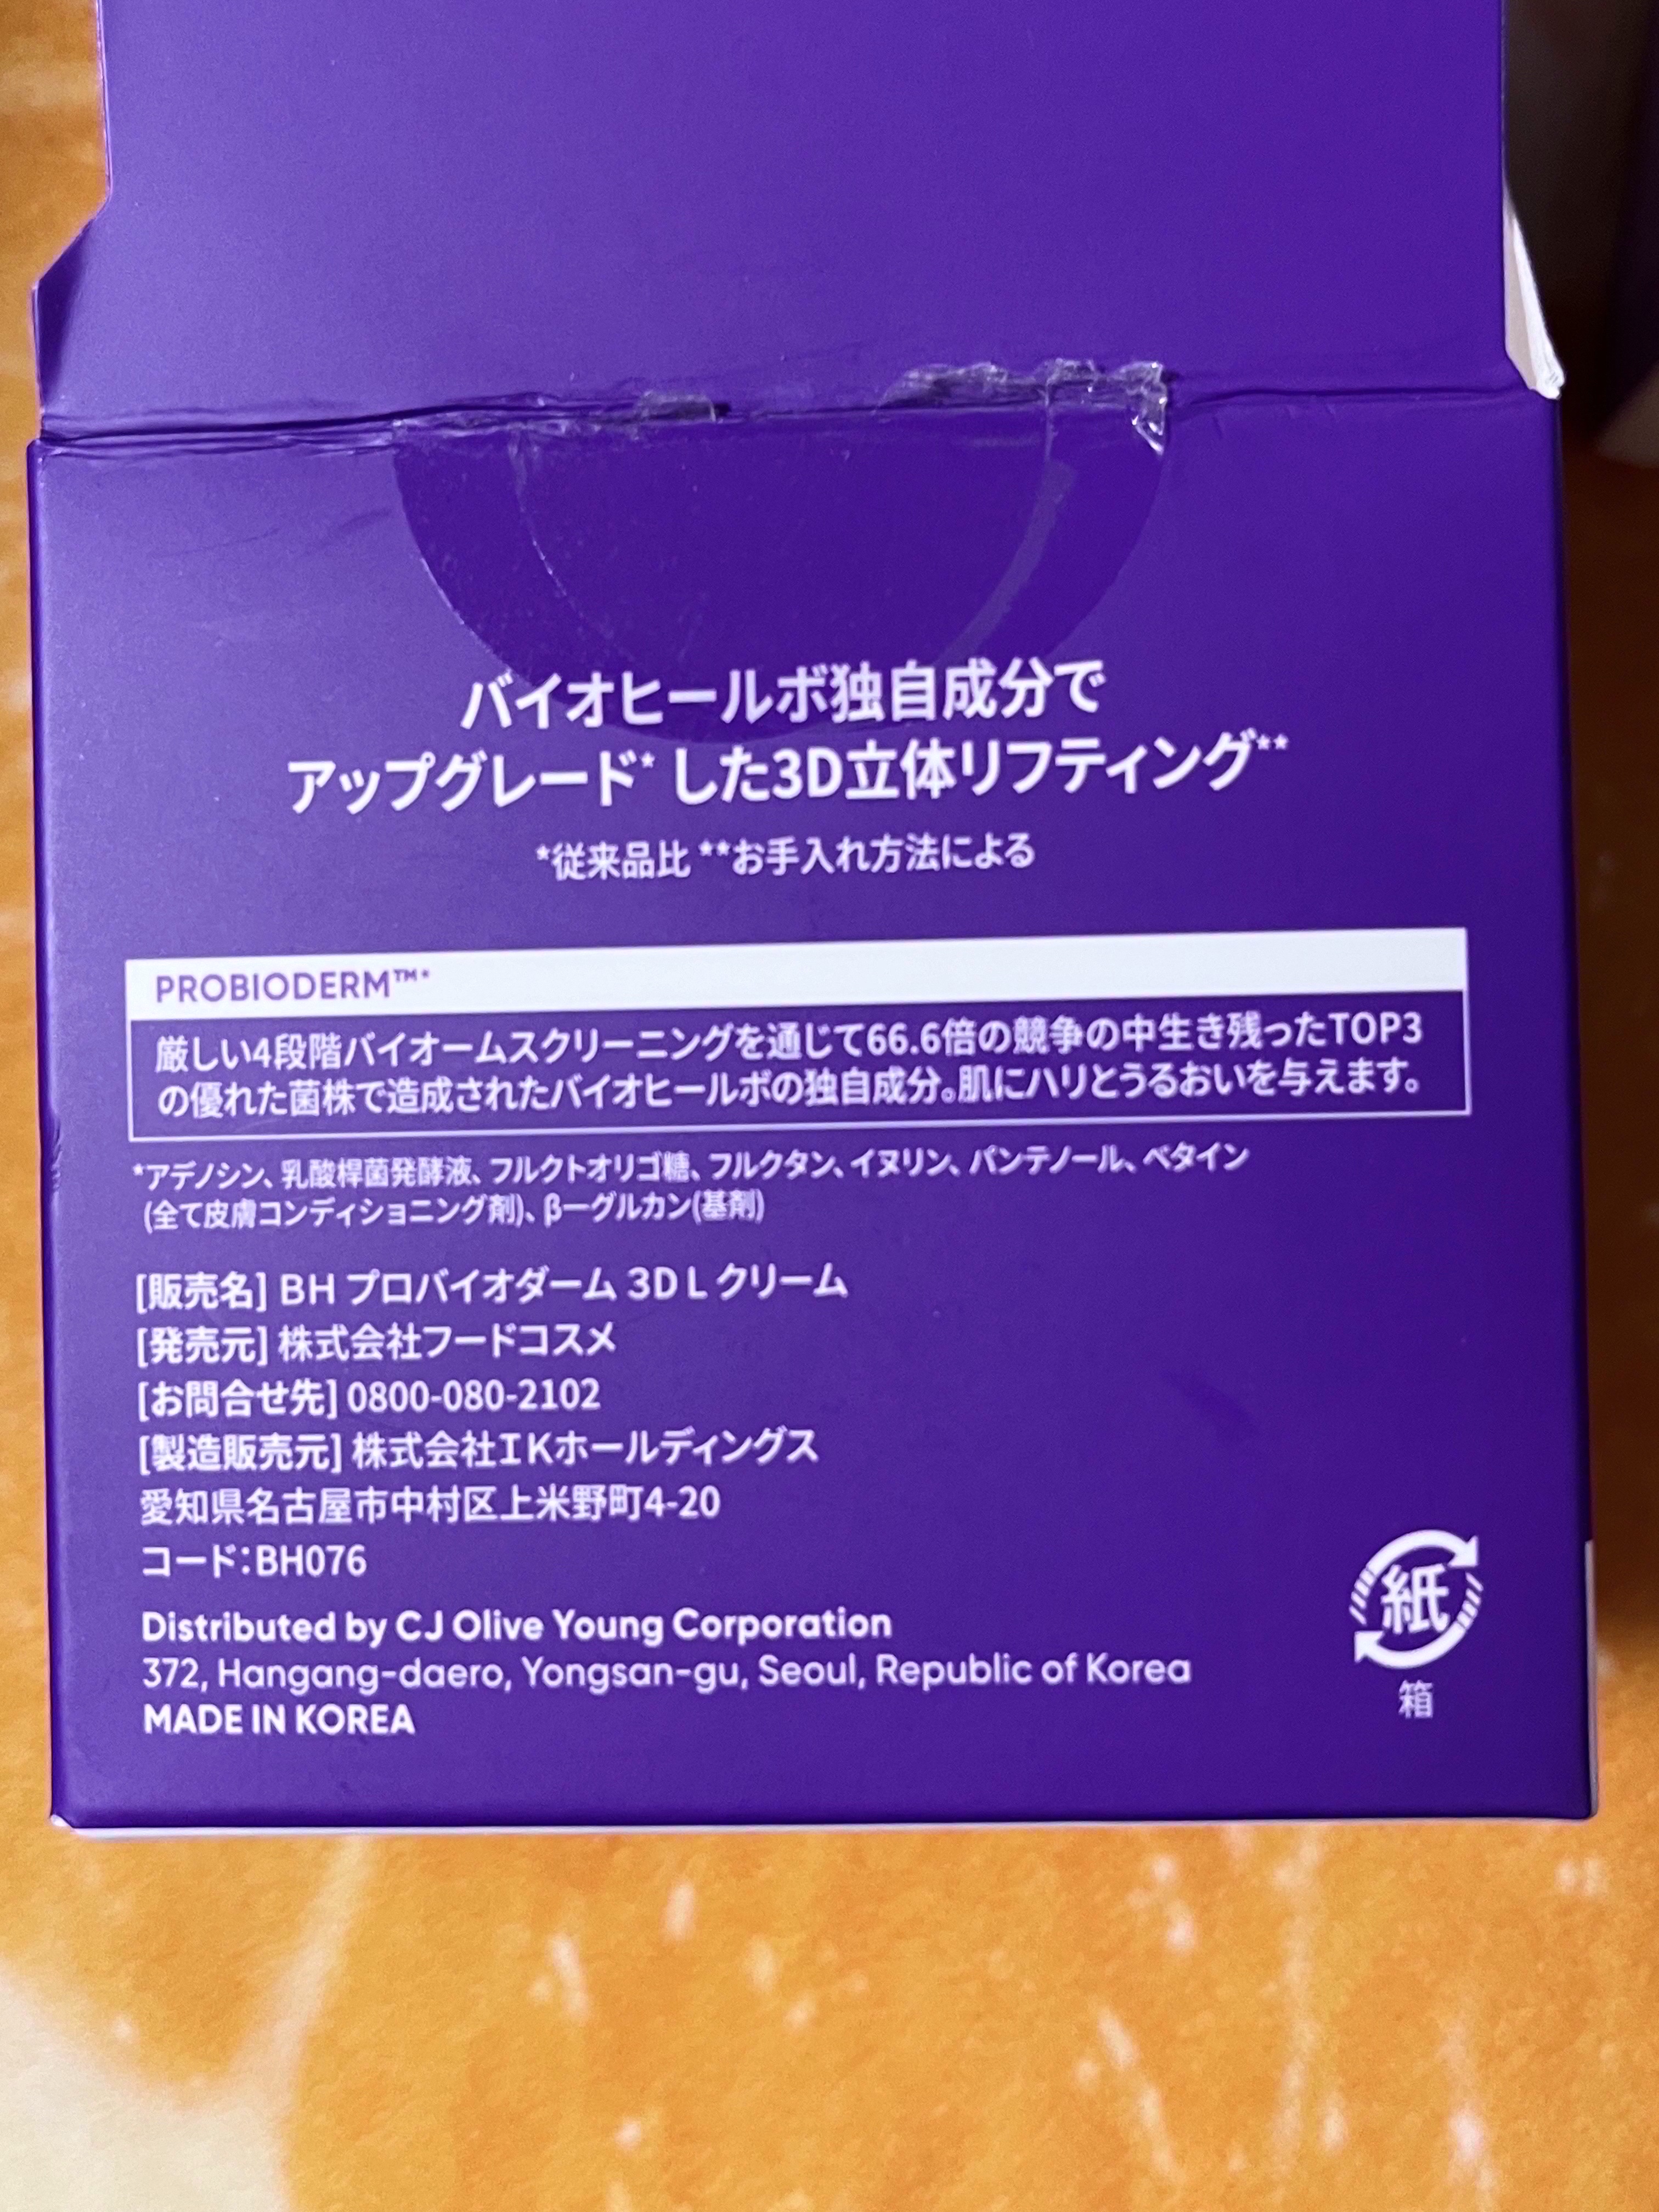 バイオヒールボ独自成分で
アップグレード* した3D立体リフティング**
*従来品比 **お手入れ方法による
PROBIODERM™*
厳しい4段階バイオームスクリーニングを通じて66.6倍の競争の中生き残ったTOP3
の優れた菌株で造成されたバイオヒールボの独自成分。肌にハリとうるおいを与えます。
*アデノシン、乳酸桿菌発酵液、フルクトオリゴ糖、フルクタン、イヌリン、パンテノール、ベタイン
(全て皮膚コンディショニング剤)、βーグルカン(基剤)
[販売名] BH プロバイオダーム 3D L クリーム
[発売元] 株式会社フードコスメ
[お問合せ先] 0800-080-2102
[製造販売元] 株式会社IKホールディングス
愛知県名古屋市中村区上米野町4-20
コード：BH076
Distributed by CJ Olive Young Corporation
372, Hangang-daero, Yongsan-gu, Seoul, Republic of Korea
MADE IN KOREA
紙
箱